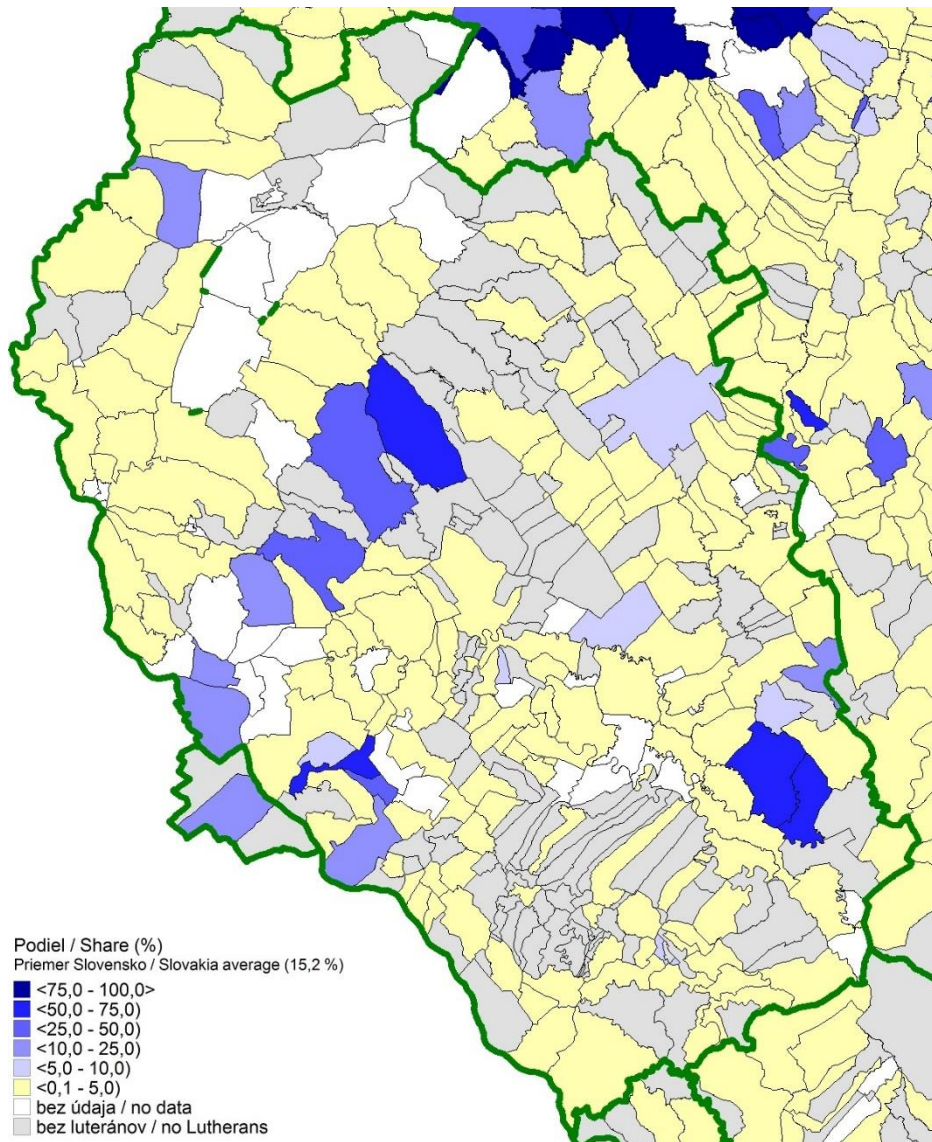 Podiel / Share (%)
Priemer Slovensko / Slovakia average (15,2 %)
<75,0 - 100,0>
<50,0 - 75,0)
<25,0 - 50,0)
<10,0 - 25,0)
<5,0 - 10,0)
<0,1 - 5,0)
bez údaja / no data
bez luteránov / no Lutherans